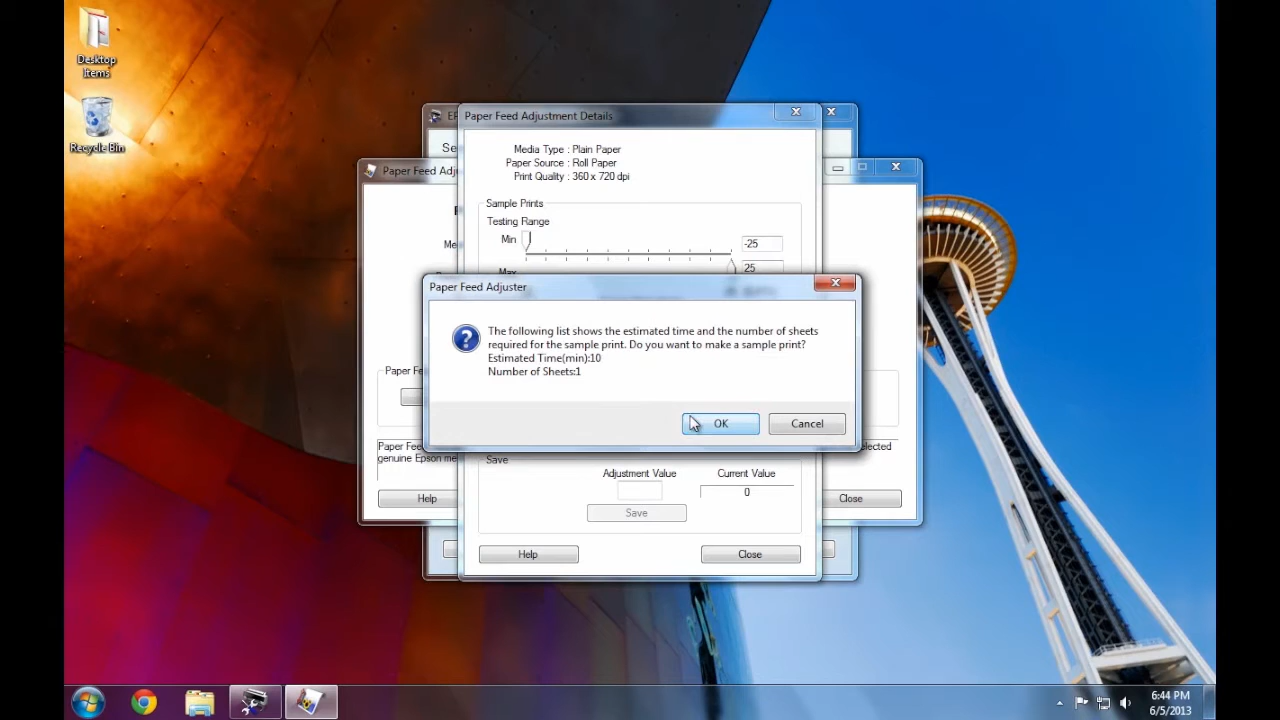 Desktop
Items
Recycle Bin
Paper Feed Adjustment Details
Media Type : Plain Paper
Paper Source : Roll Paper
Print Quality : 360 x 720 dpi
Sample Prints
Testing Range
Min
-25
Max
25
Paper Feed Adjuster
The following list shows the estimated time and the number of sheets
required for the sample print. Do you want to make a sample print?
Estimated Time(min):10
Number of Sheets:1
OK
Cancel
Paper Fee
Paper Feed
genuine Epson me
elected
Save
Adjustment Value
Current Value
0
Save
Help
Close
Help
Close
6:44 PM
6/5/2013